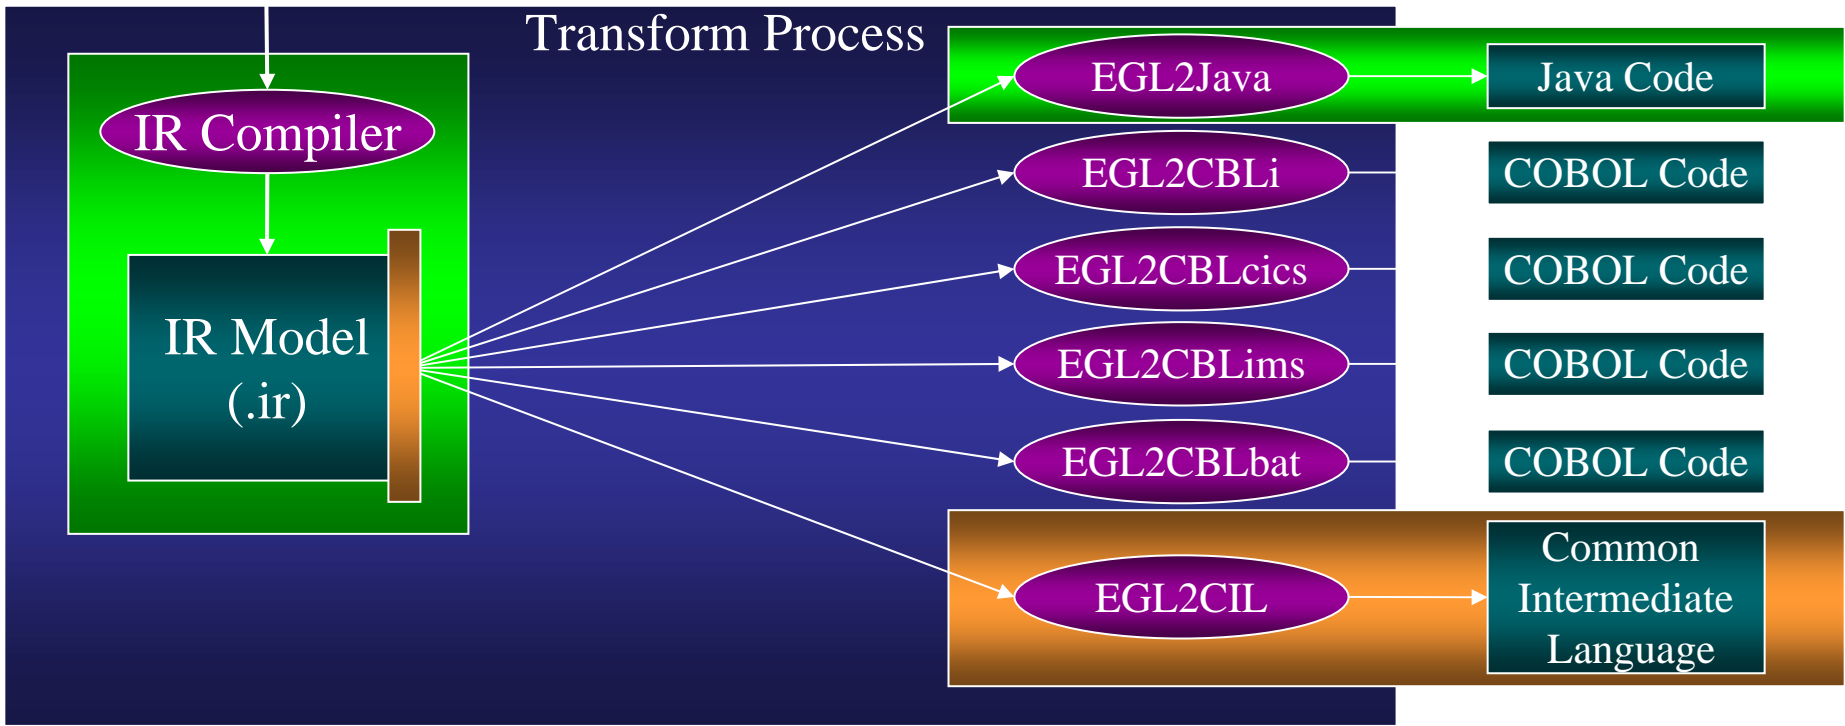 Transform Process
IR Compiler
IR Model
(.ir)
EGL2Java
Java Code
EGL2CBLi
COBOL Code
EGL2CBLcics
COBOL Code
EGL2CBLims
COBOL Code
EGL2CBLbat
COBOL Code
EGL2CIL
Common
Intermediate
Language